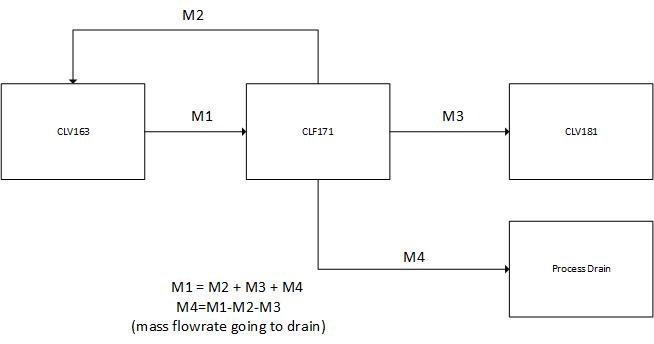 M2
CLV163
M1
CLF171
M3
CLV181
M4
Process Drain
M1 = M2 + M3 + M4
M4=M1-M2-M3
(mass flowrate going to drain)